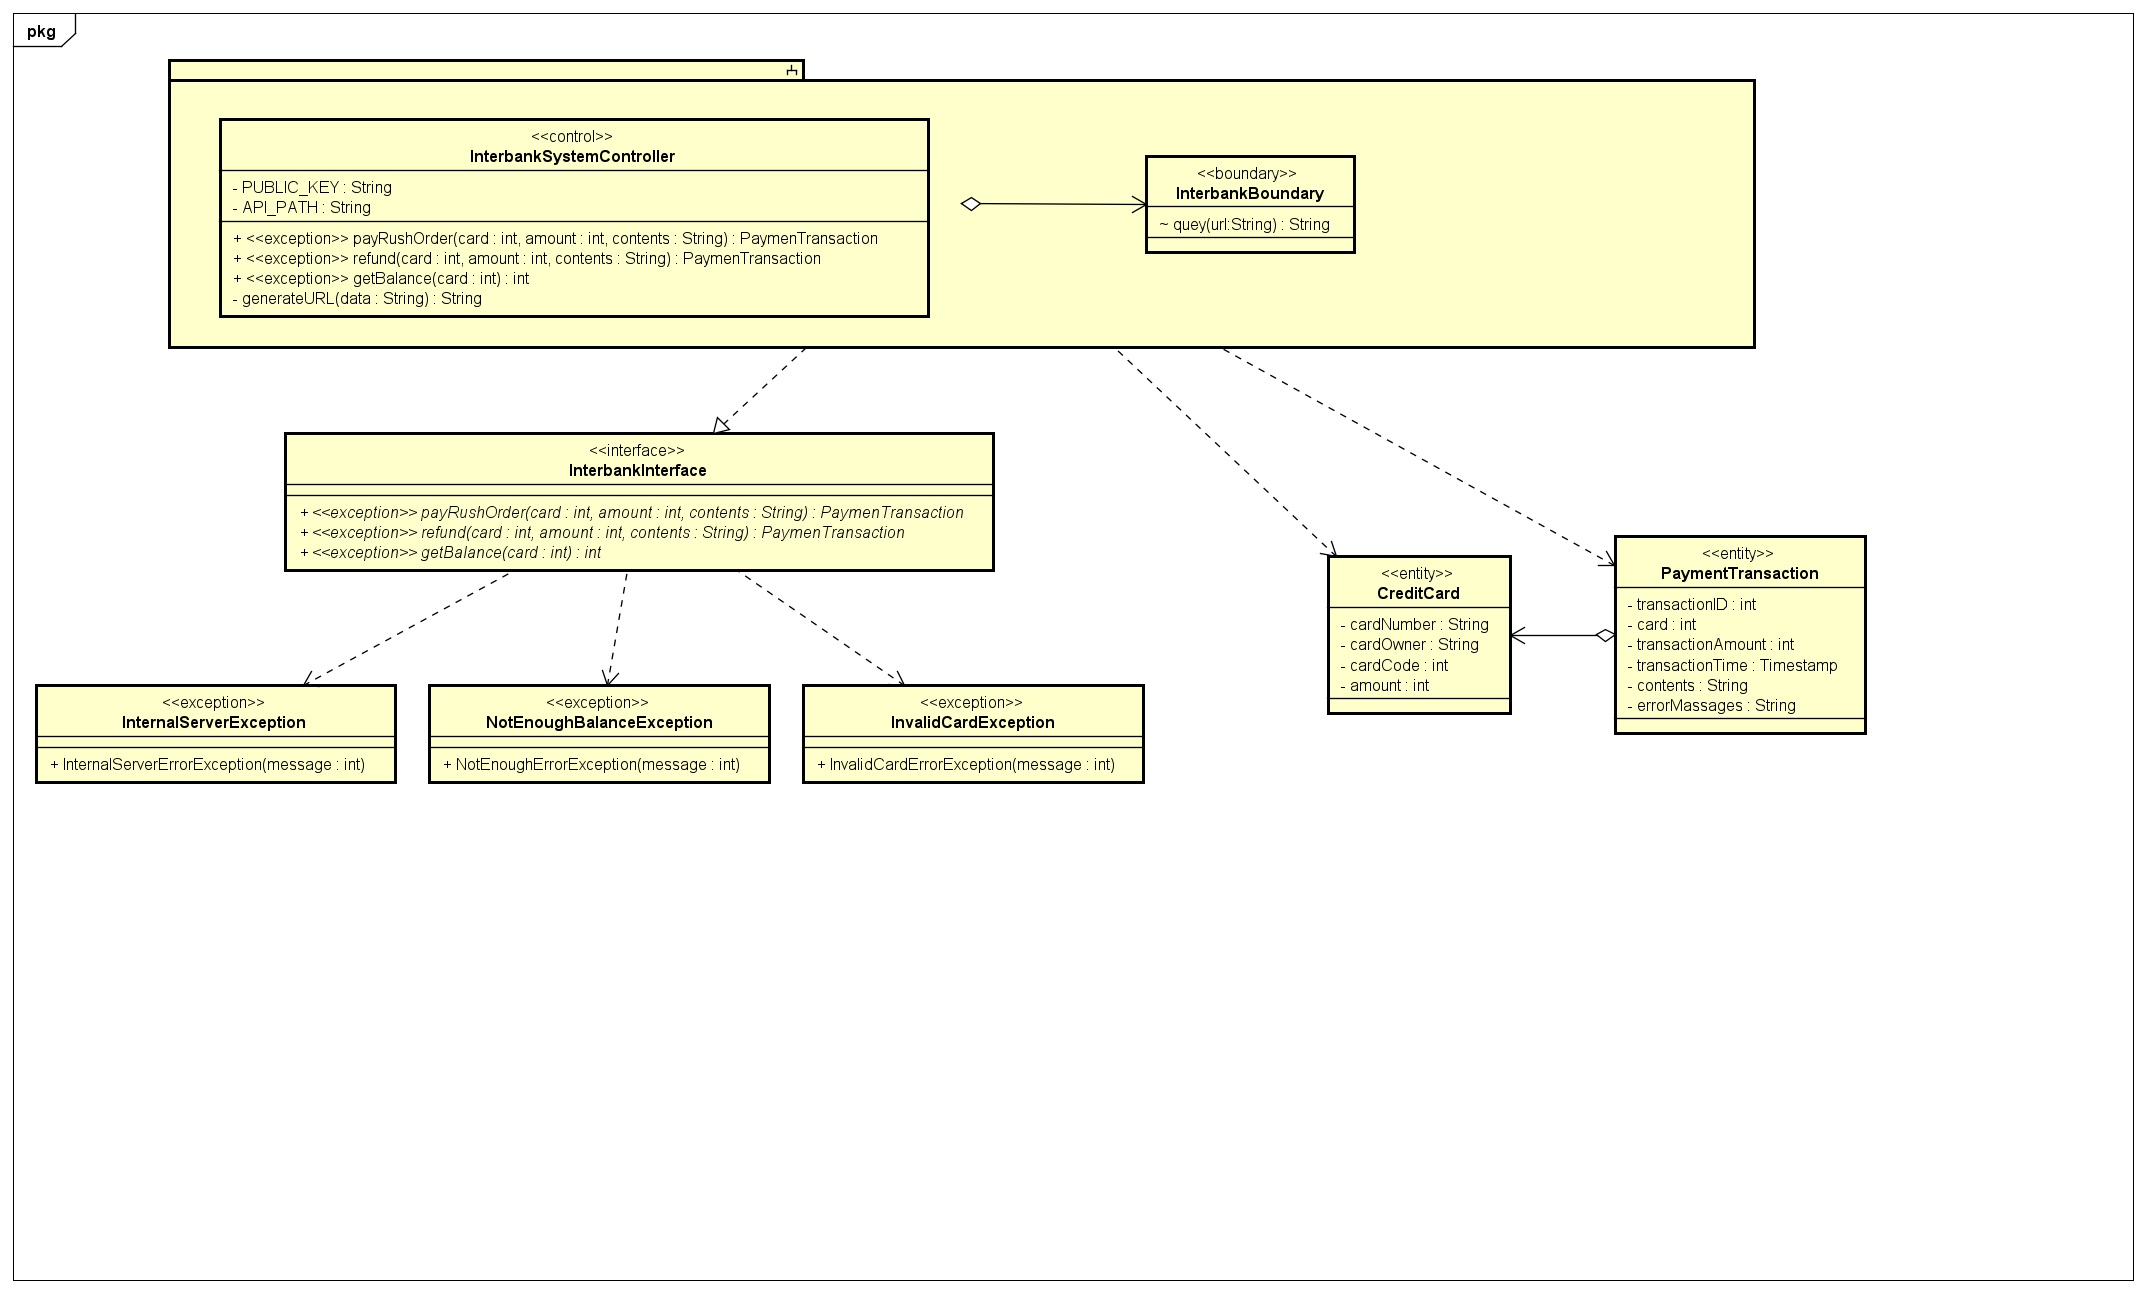 pkg
<<control>>
InterbankSystemController
- PUBLIC_KEY : String
- API_PATH : String
+ <<exception>> payRushOrder(card : int, amount : int, contents : String) : PaymenTransaction
+ <<exception>> refund(card : int, amount : int, contents : String) : PaymenTransaction
+ <<exception>> getBalance(card : int) : int
- generateURL(data : String) : String
<<boundary>>
InterbankBoundary
~ quey(url:String) : String
<<interface>>
InterbankInterface
+ <<exception>> payRushOrder(card : int, amount : int, contents : String) : PaymenTransaction
+ <<exception>> refund(card : int, amount : int, contents : String) : PaymenTransaction
+ <<exception>> getBalance(card : int) : int
<<entity>>
CreditCard
- cardNumber : String
- cardOwner : String
- cardCode : int
- amount : int
<<entity>>
PaymentTransaction
- transactionID : int
- card : int
- transactionAmount : int
- transactionTime : Timestamp
- contents : String
- errorMassages : String
<<exception>>
InternalServerException
+ InternalServerErrorException(message : int)
<<exception>>
NotEnoughBalanceException
+ NotEnoughErrorException(message : int)
<<exception>>
InvalidCardException
+ InvalidCardErrorException(message : int)